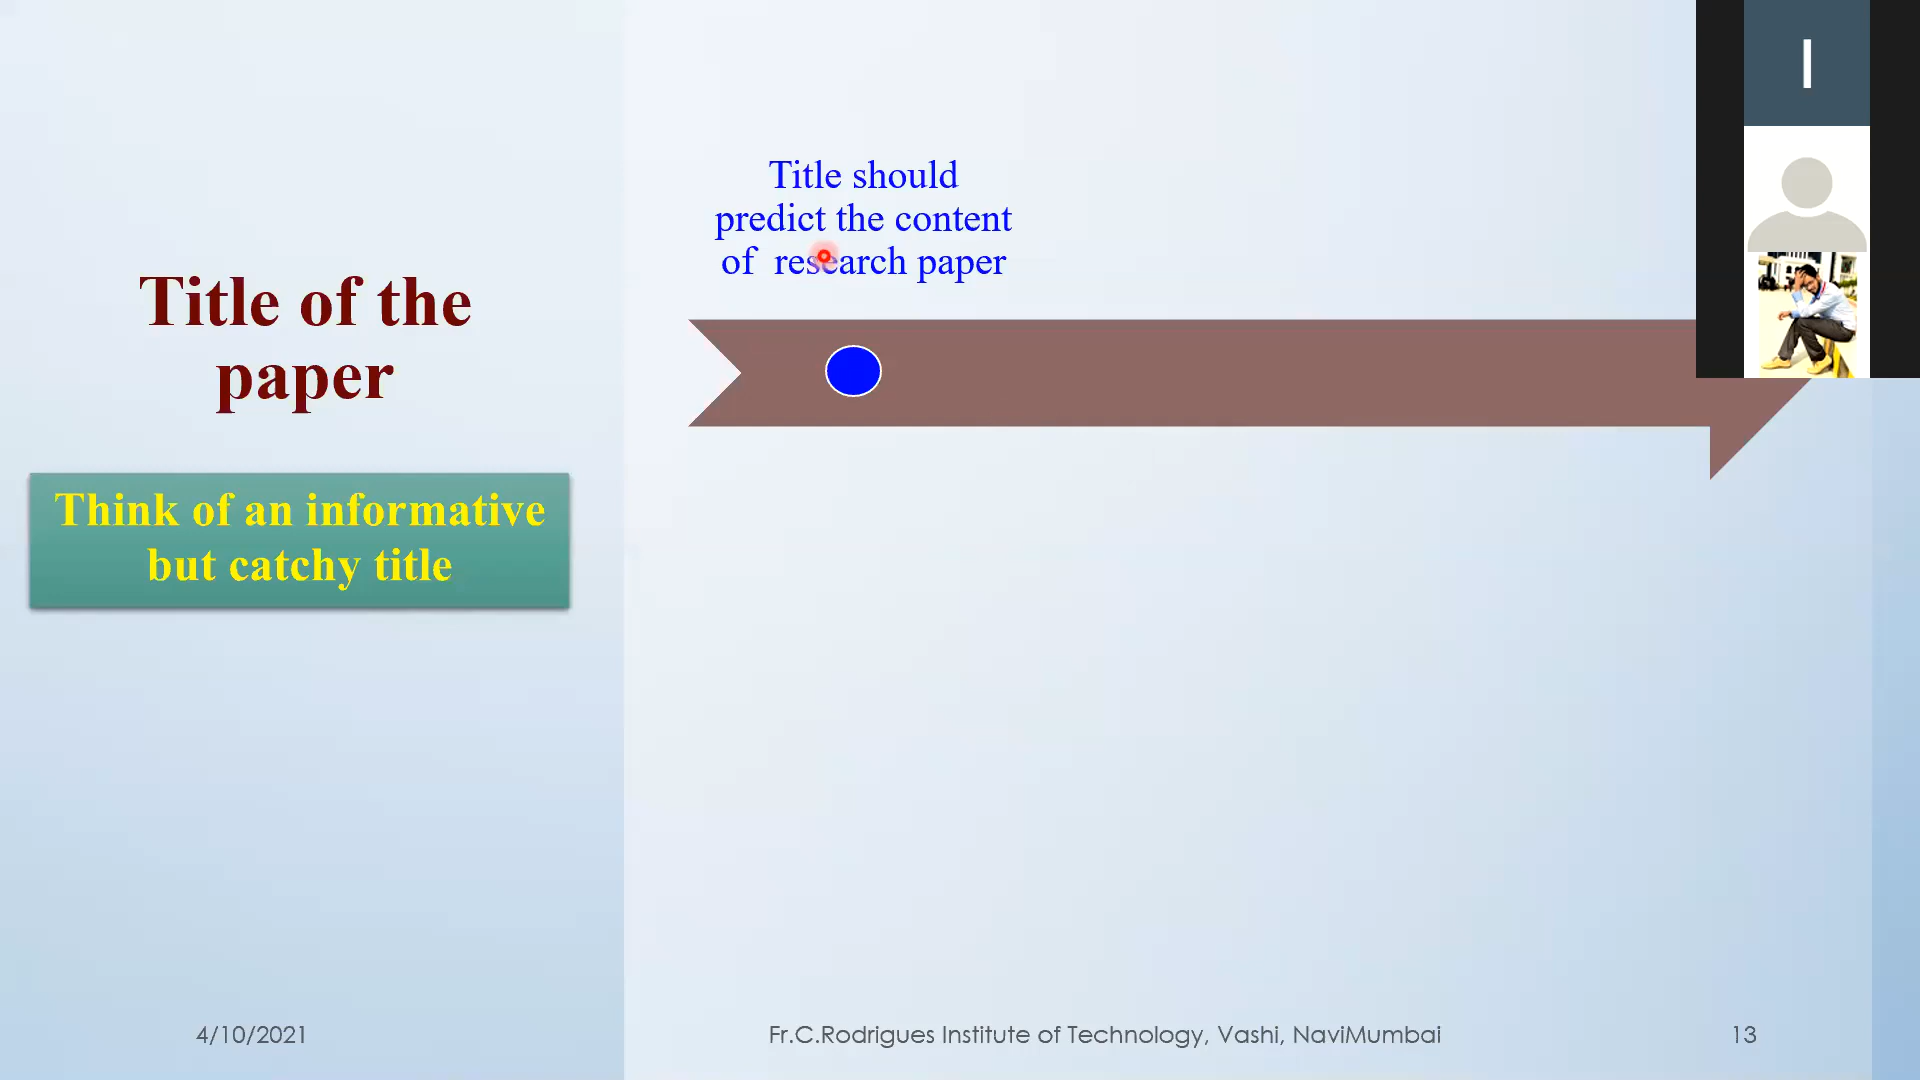 Title of the
paper
Think of an informative
but catchy title
Title should
predict the content
of research paper
I
4/10/2021
Fr.C.Rodrigues Institute of Technology, Vashi, NaviMumbai
13